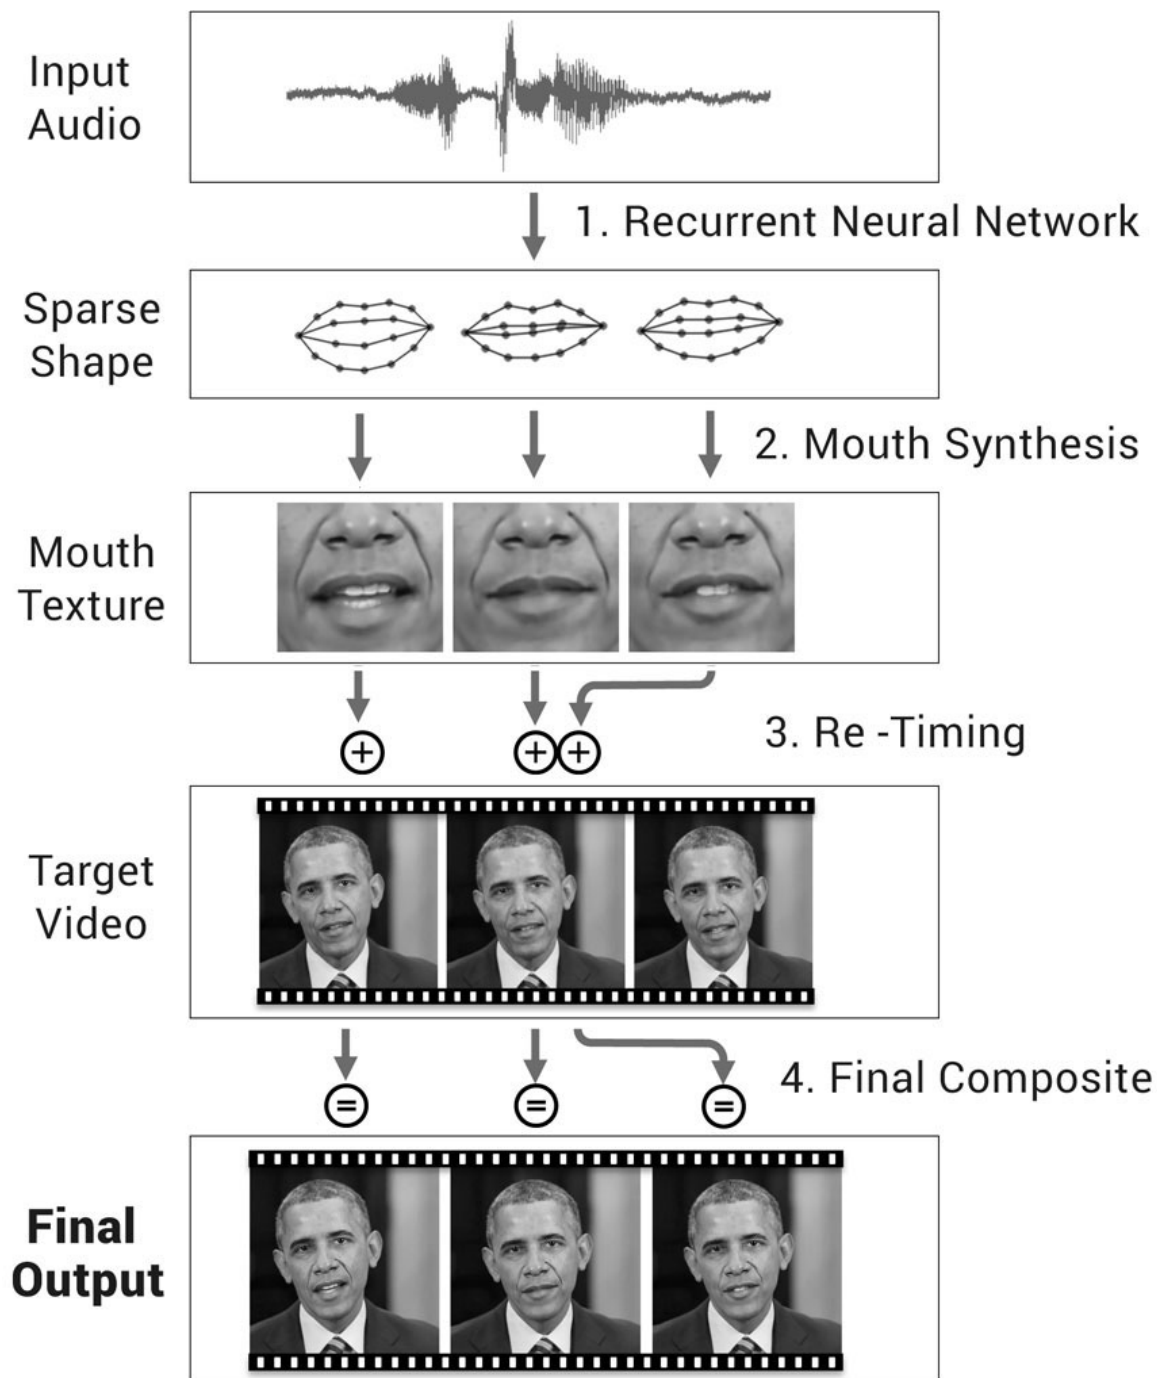 Input
Audio
1. Recurrent Neural Network
Sparse
Shape
2. Mouth Synthesis
Mouth
Texture
3. Re -Timing
Target
Video
4. Final Composite
Final
Output